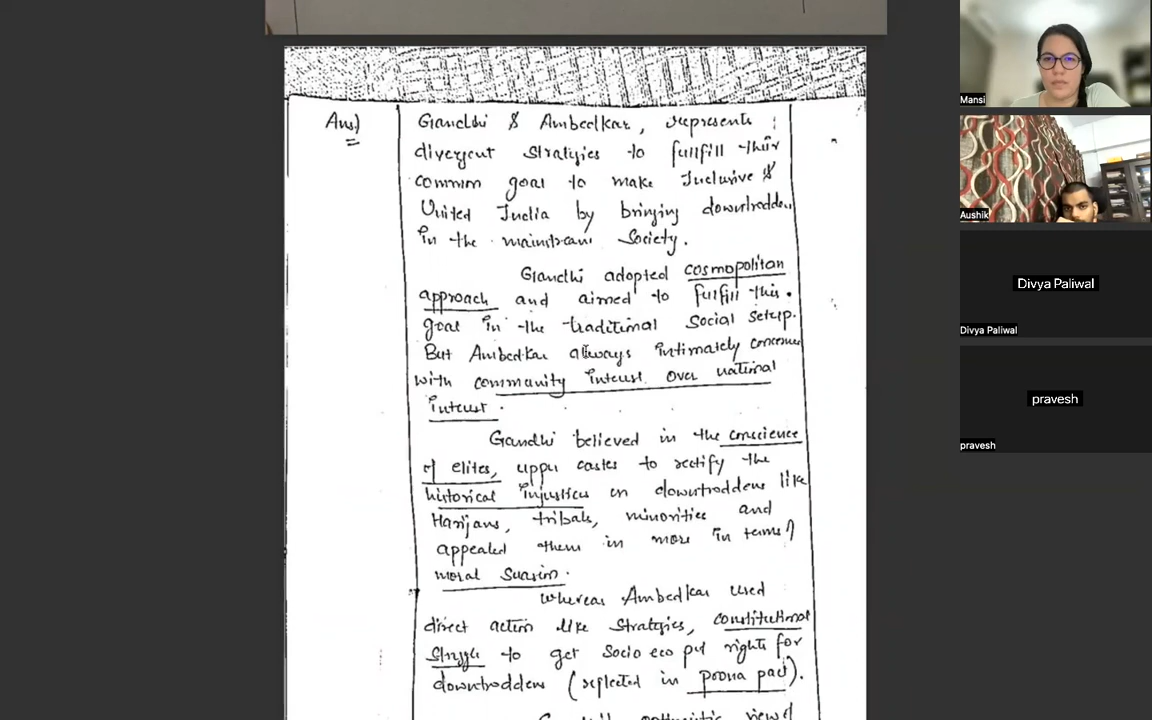 Ans)
Gandhi & Ambedkar, represents
divergent strategies to fullfill their
common goal to make Inclusive &
United India by bringing downtrodden
in the mainstream Society.
Gandhi adopted cosmopolitan
approach and aimed to fulfill this.
goal in the traditional Social Setup.
But Ambedkar always intimately concerned
with community interest over national
interest.
Gandhi believed in the conscience
of elites, upper castes to rectify the
historical injustices on downtroddens like
Harijans, tribals, minorities and
appealed them in more in terms of
moral suasion.
Whereas Ambedkar used
direct action like Strategies, constitutional
struggle to get Socio eco pol rights for
downtroddens (reflected in poona pact).
viewed
Mansi
Aushik
Divya Paliwal
Divya Paliwal
pravesh
pravesh